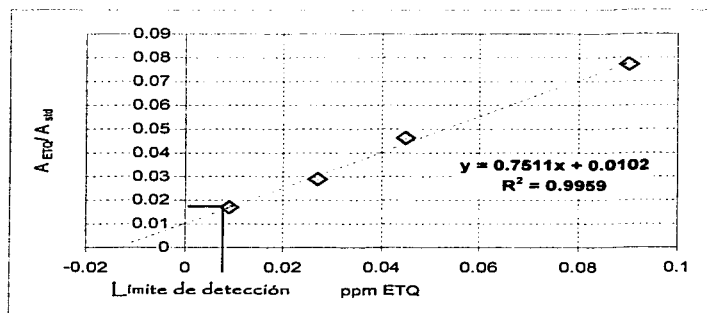 0.09
0.08
0.07
0.06
0.05
0.04
0.03
0.02
0.01
0
A ETQ/A std
y = 0.7511x + 0.0102
R² = 0.9959
-0.02 0 0.02 0.04 0.06 0.08 0.1
Límite de detección ppm ETQ